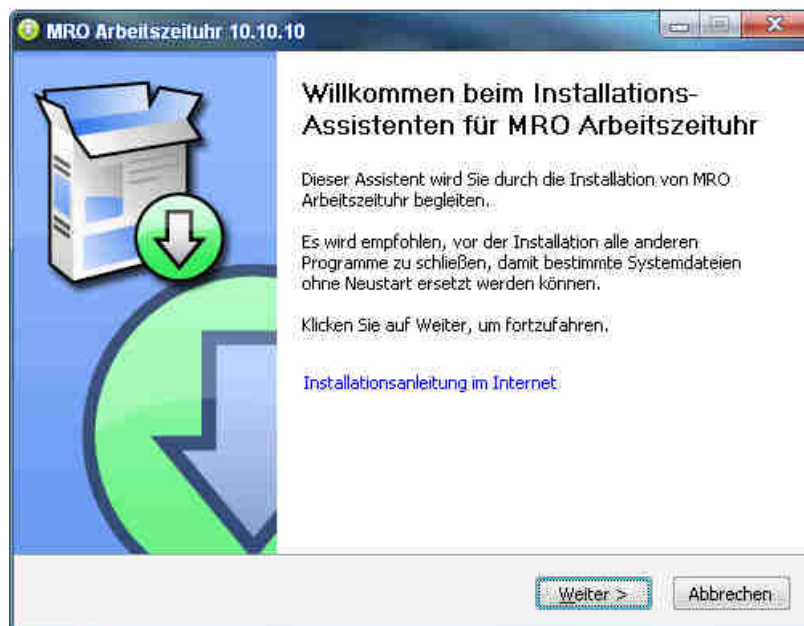 MRO Arbeitszeituhr 10.10.10
Willkommen beim Installations-
Assistenten für MRO Arbeitszeituhr
Dieser Assistent wird Sie durch die Installation von MRO
Arbeitszeituhr begleiten.
Es wird empfohlen, vor der Installation alle anderen
Programme zu schließen, damit bestimmte Systemdateien
ohne Neustart ersetzt werden können.
Klicken Sie auf Weiter, um fortzufahren.
Installationsanleitung im Internet
Weiter >
Abbrechen